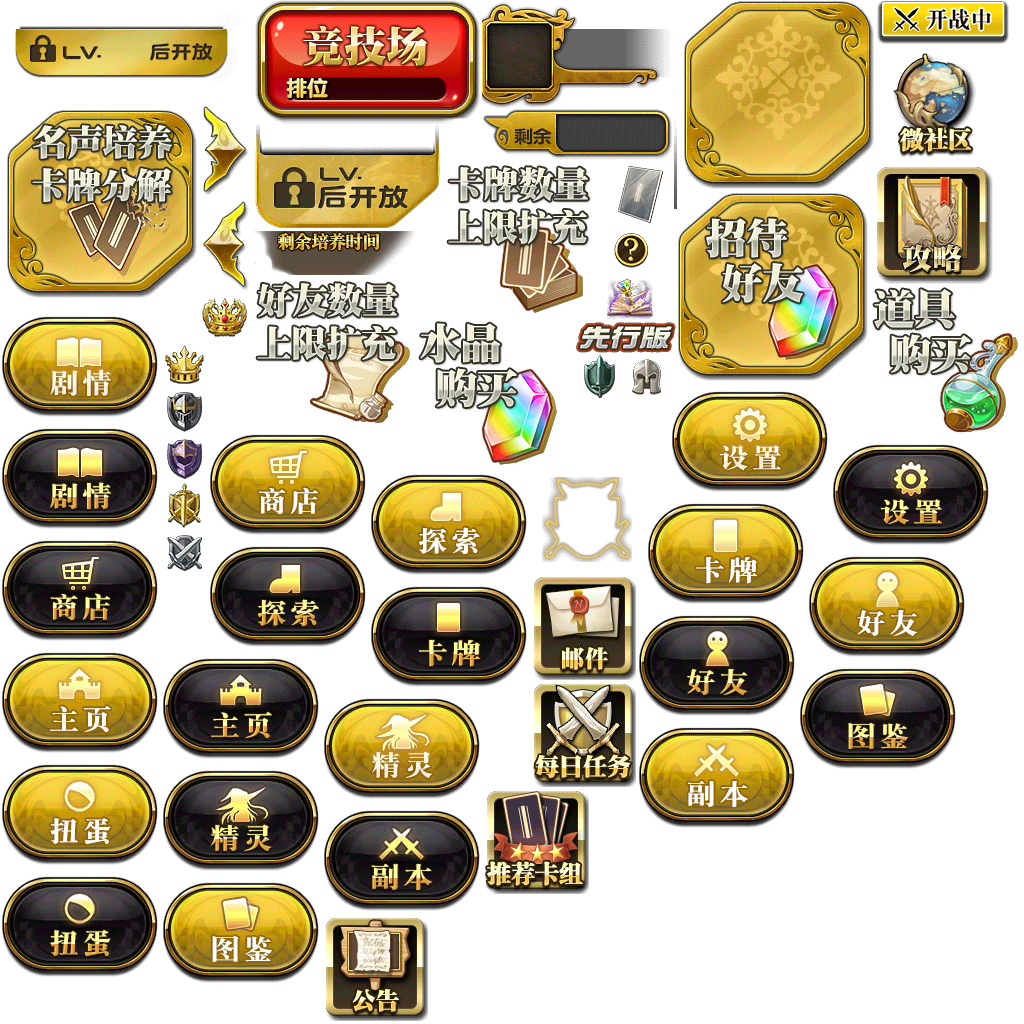 LV. 后开放
竞技场
排位
开战中
剩余
微社区
名声培养
卡牌分解
LV.
后开放
剩余培养时间
卡牌数量
上限扩充
?
招待
好友
攻略
好友数量
上限扩充
水晶
购买
先行版
道具
购买
剧情
剧情
商店
商店
探索
探索
设置
设置
卡牌
卡牌
好友
好友
邮件
主页
主页
每日任务
图鉴
精灵
精灵
副本
副本
扭蛋
扭蛋
推荐卡组
图鉴
公告